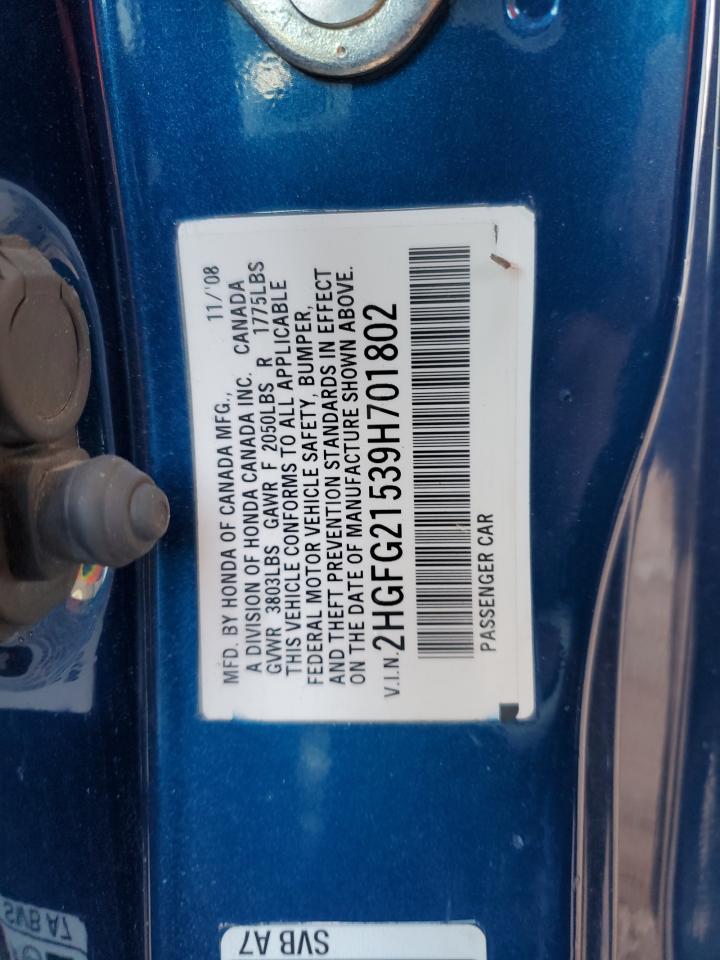 MFD. BY HONDA OF CANADA MFG., 11/'08
A DIVISION OF HONDA CANADA INC. CANADA
GVWR 3803LBS GAWR F 2050LBS R 1775LBS
THIS VEHICLE CONFORMS TO ALL APPLICABLE
FEDERAL MOTOR VEHICLE SAFETY, BUMPER,
AND THEFT PREVENTION STANDARDS IN EFFECT
ON THE DATE OF MANUFACTURE SHOWN ABOVE.
V.I.N. 2HGFG21539H701802
PASSENGER CAR
SVB A7
SVB A7